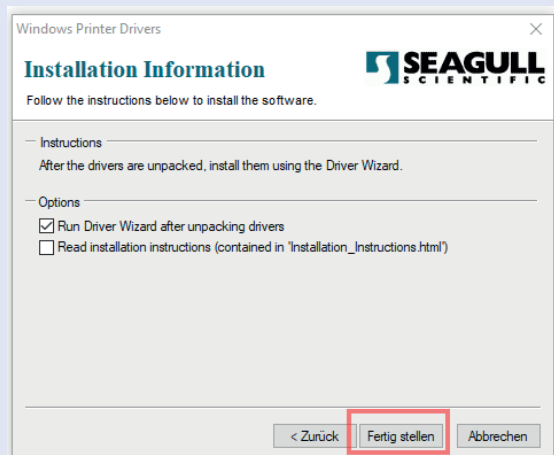 Windows Printer Drivers
Installation Information
SEAGULL
SCIENTIFIC
Follow the instructions below to install the software.
Instructions
After the drivers are unpacked, install them using the Driver Wizard.
Options
Run Driver Wizard after unpacking drivers
Read installation instructions (contained in 'Installation_Instructions.html')
< Zurück Fertig stellen Abbrechen